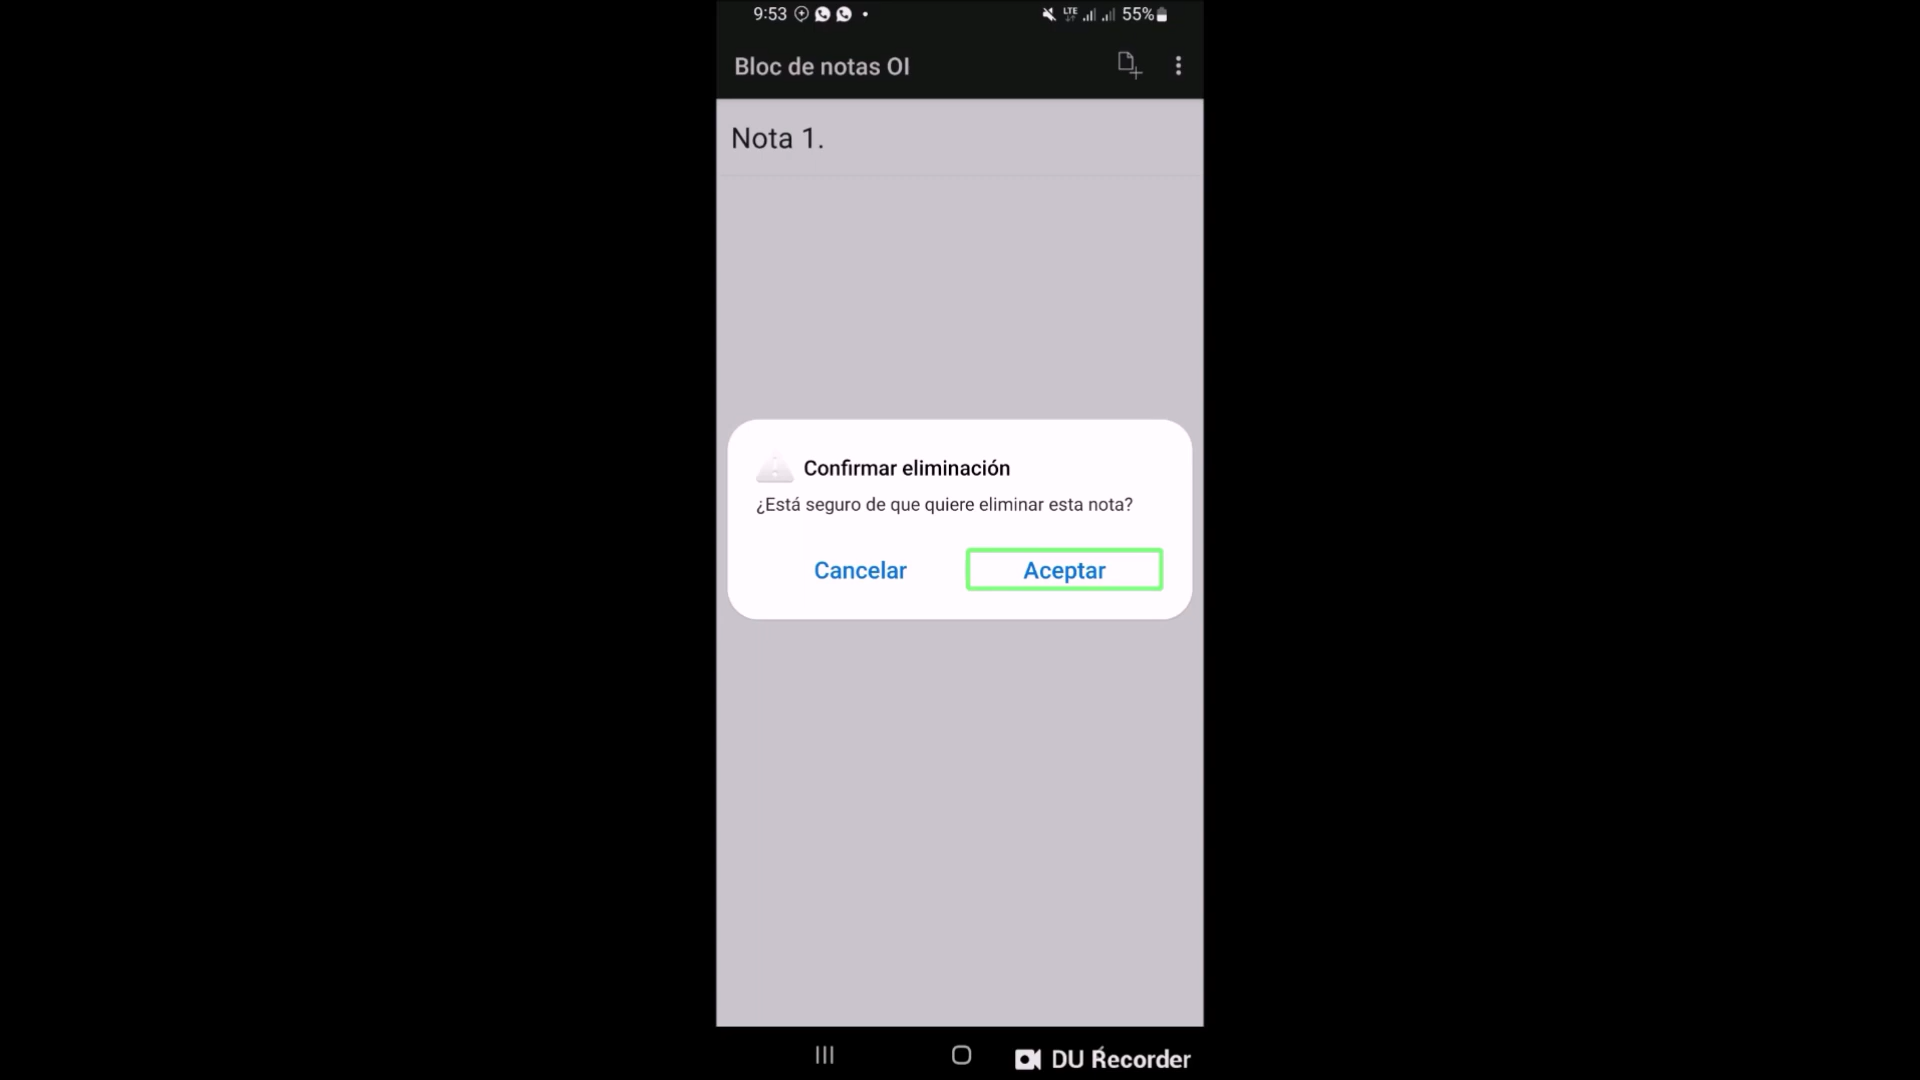 9:53 LTE 55%
Bloc de notas OI
Nota 1.
Confirmar eliminación
¿Está seguro de que quiere eliminar esta nota?
Cancelar Aceptar
DU Recorder